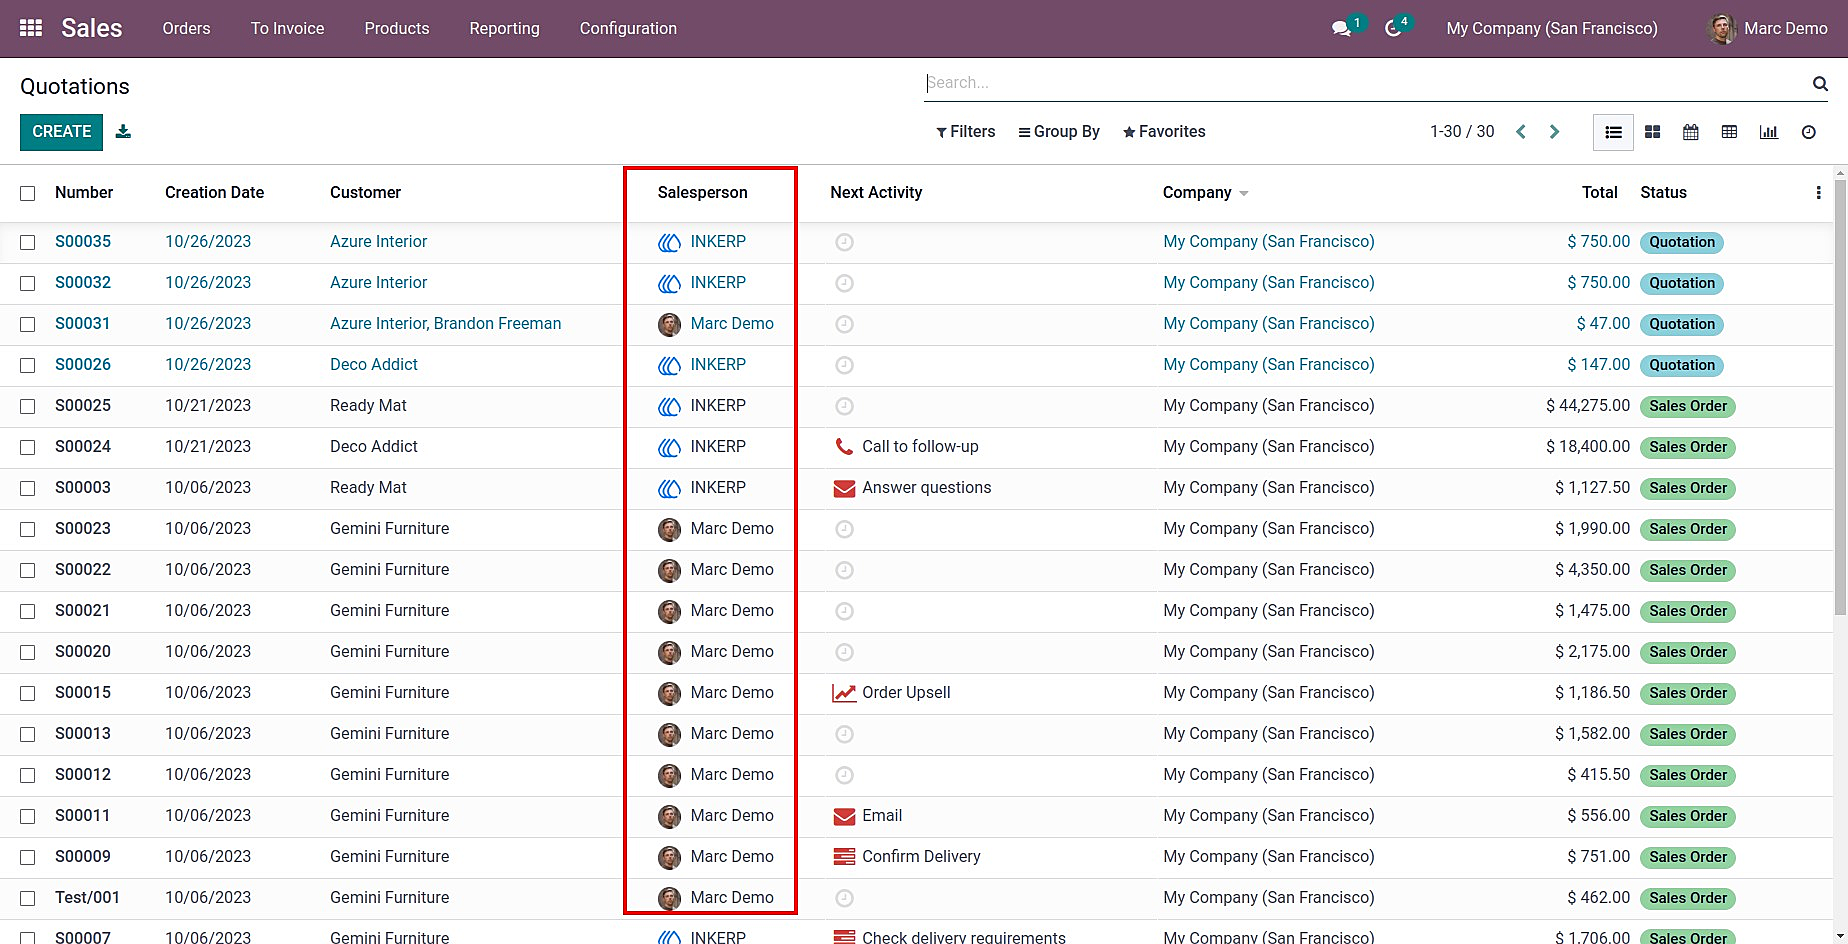 Sales Orders To Invoice Products Reporting Configuration 1 4 My Company (San Francisco) Marc Demo
Quotations
Search...
CREATE
Filters Group By Favorites 1-30 / 30
Number Creation Date Customer Salesperson Next Activity Company Total Status
S00035 10/26/2023 Azure Interior INKERP My Company (San Francisco) $ 750.00 Quotation
S00032 10/26/2023 Azure Interior INKERP My Company (San Francisco) $ 750.00 Quotation
S00031 10/26/2023 Azure Interior, Brandon Freeman Marc Demo My Company (San Francisco) $ 47.00 Quotation
S00026 10/26/2023 Deco Addict INKERP My Company (San Francisco) $ 147.00 Quotation
S00025 10/21/2023 Ready Mat INKERP My Company (San Francisco) $ 44,275.00 Sales Order
S00024 10/21/2023 Deco Addict INKERP Call to follow-up My Company (San Francisco) $ 18,400.00 Sales Order
S00003 10/06/2023 Ready Mat INKERP Answer questions My Company (San Francisco) $ 1,127.50 Sales Order
S00023 10/06/2023 Gemini Furniture Marc Demo My Company (San Francisco) $ 1,990.00 Sales Order
S00022 10/06/2023 Gemini Furniture Marc Demo My Company (San Francisco) $ 4,350.00 Sales Order
S00021 10/06/2023 Gemini Furniture Marc Demo My Company (San Francisco) $ 1,475.00 Sales Order
S00020 10/06/2023 Gemini Furniture Marc Demo My Company (San Francisco) $ 2,175.00 Sales Order
S00015 10/06/2023 Gemini Furniture Marc Demo Order Upsell My Company (San Francisco) $ 1,186.50 Sales Order
S00013 10/06/2023 Gemini Furniture Marc Demo My Company (San Francisco) $ 1,582.00 Sales Order
S00012 10/06/2023 Gemini Furniture Marc Demo My Company (San Francisco) $ 415.50 Sales Order
S00011 10/06/2023 Gemini Furniture Marc Demo Email My Company (San Francisco) $ 556.00 Sales Order
S00009 10/06/2023 Gemini Furniture Marc Demo Confirm Delivery My Company (San Francisco) $ 751.00 Sales Order
Test/001 10/06/2023 Gemini Furniture Marc Demo My Company (San Francisco) $ 462.00 Sales Order
S00007 10/06/2023 Gemini Furniture INKERP Check delivery requirements My Company (San Francisco) $ 1,706.00 Sales Order